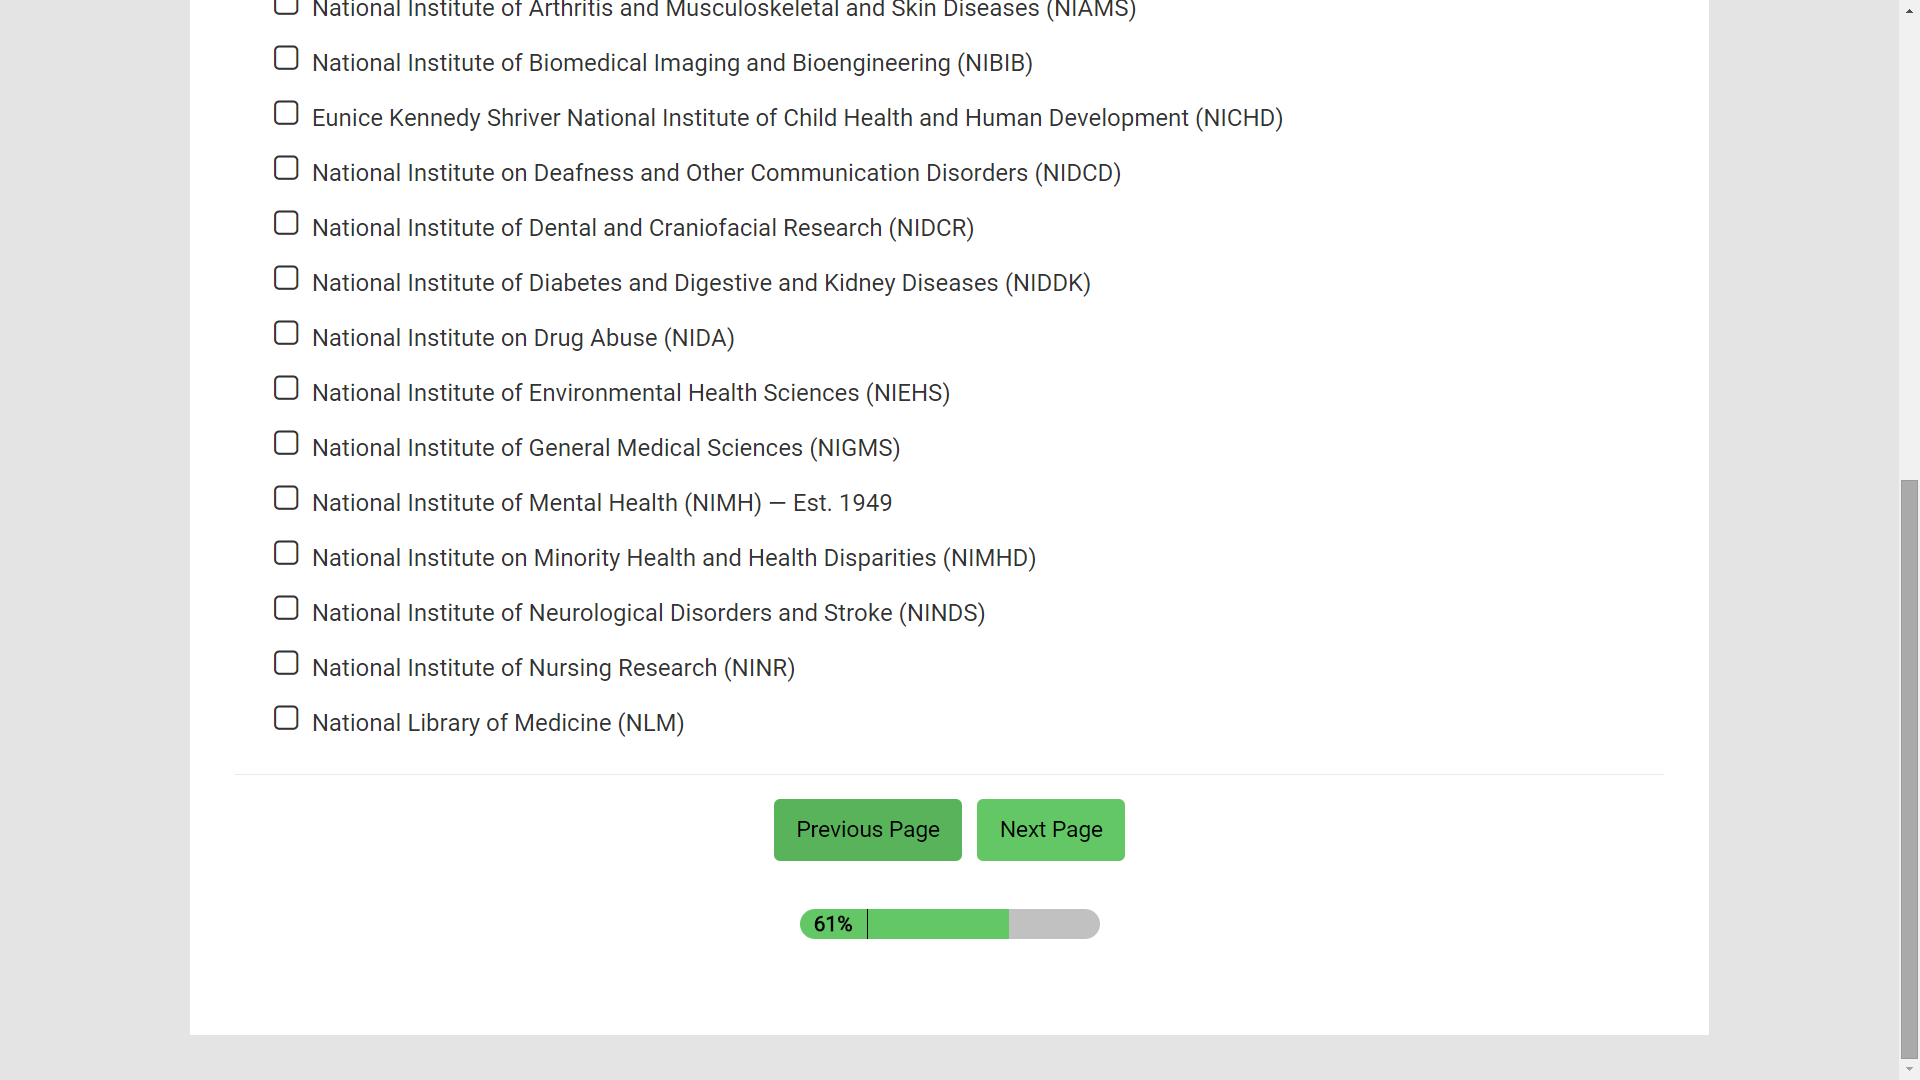 National Institute of Arthritis and Musculoskeletal and Skin Diseases (NIAMS)
National Institute of Biomedical Imaging and Bioengineering (NIBIB)
Eunice Kennedy Shriver National Institute of Child Health and Human Development (NICHD)
National Institute on Deafness and Other Communication Disorders (NIDCD)
National Institute of Dental and Craniofacial Research (NIDCR)
National Institute of Diabetes and Digestive and Kidney Diseases (NIDDK)
National Institute on Drug Abuse (NIDA)
National Institute of Environmental Health Sciences (NIEHS)
National Institute of General Medical Sciences (NIGMS)
National Institute of Mental Health (NIMH) — Est. 1949
National Institute on Minority Health and Health Disparities (NIMHD)
National Institute of Neurological Disorders and Stroke (NINDS)
National Institute of Nursing Research (NINR)
National Library of Medicine (NLM)
Previous Page Next Page
61%